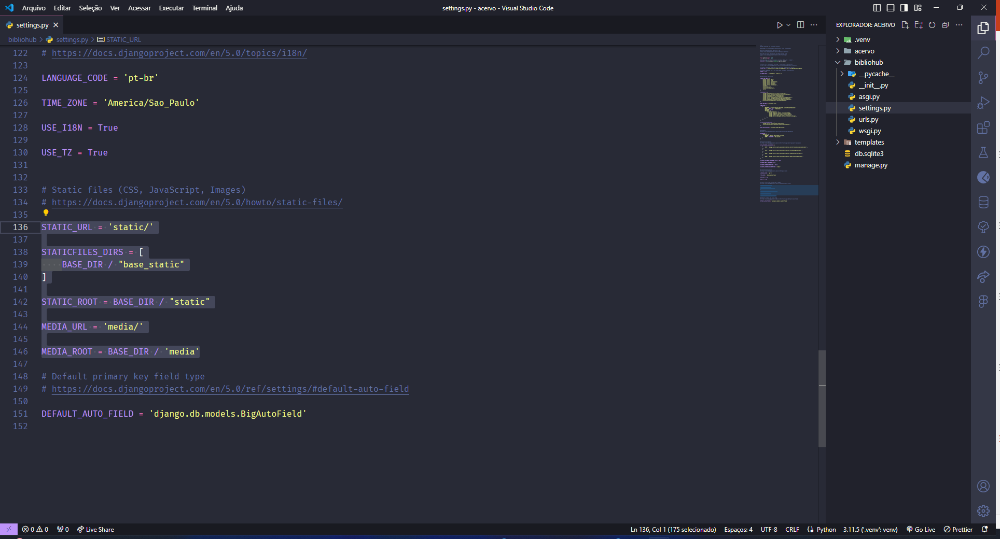 Arquivo Editar Seleção Ver Acessar Executar Terminal Ajuda
settings.py - acervo - Visual Studio Code
settings.py
bibliohub > settings.py > STATIC_URL
122 # https://docs.djangoproject.com/en/5.0/topics/i18n/
123
124 LANGUAGE_CODE = 'pt-br'
125
126 TIME_ZONE = 'America/Sao_Paulo'
127
128 USE_I18N = True
129
130 USE_TZ = True
131
132
133 # Static files (CSS, JavaScript, Images)
134 # https://docs.djangoproject.com/en/5.0/howto/static-files/
135
136 STATIC_URL = 'static/'
137
138 STATICFILES_DIRS = [
139 BASE_DIR / "base_static"
140 ]
141
142 STATIC_ROOT = BASE_DIR / "static"
143
144 MEDIA_URL = 'media/'
145
146 MEDIA_ROOT = BASE_DIR / 'media'
147
148 # Default primary key field type
149 # https://docs.djangoproject.com/en/5.0/ref/settings/#default-auto-field
150
151 DEFAULT_AUTO_FIELD = 'django.db.models.BigAutoField'
152
EXPLORADOR: ACERVO
.venv
acervo
bibliohub
__pycache__
__init__.py
asgi.py
settings.py
urls.py
wsgi.py
templates
db.sqlite3
manage.py
0 0 0 Live Share
Ln 136, Col 1 (175 selecionado) Espaços: 4 UTF-8 CRLF Python 3.11.5 ('.venv': venv) Go Live Prettier